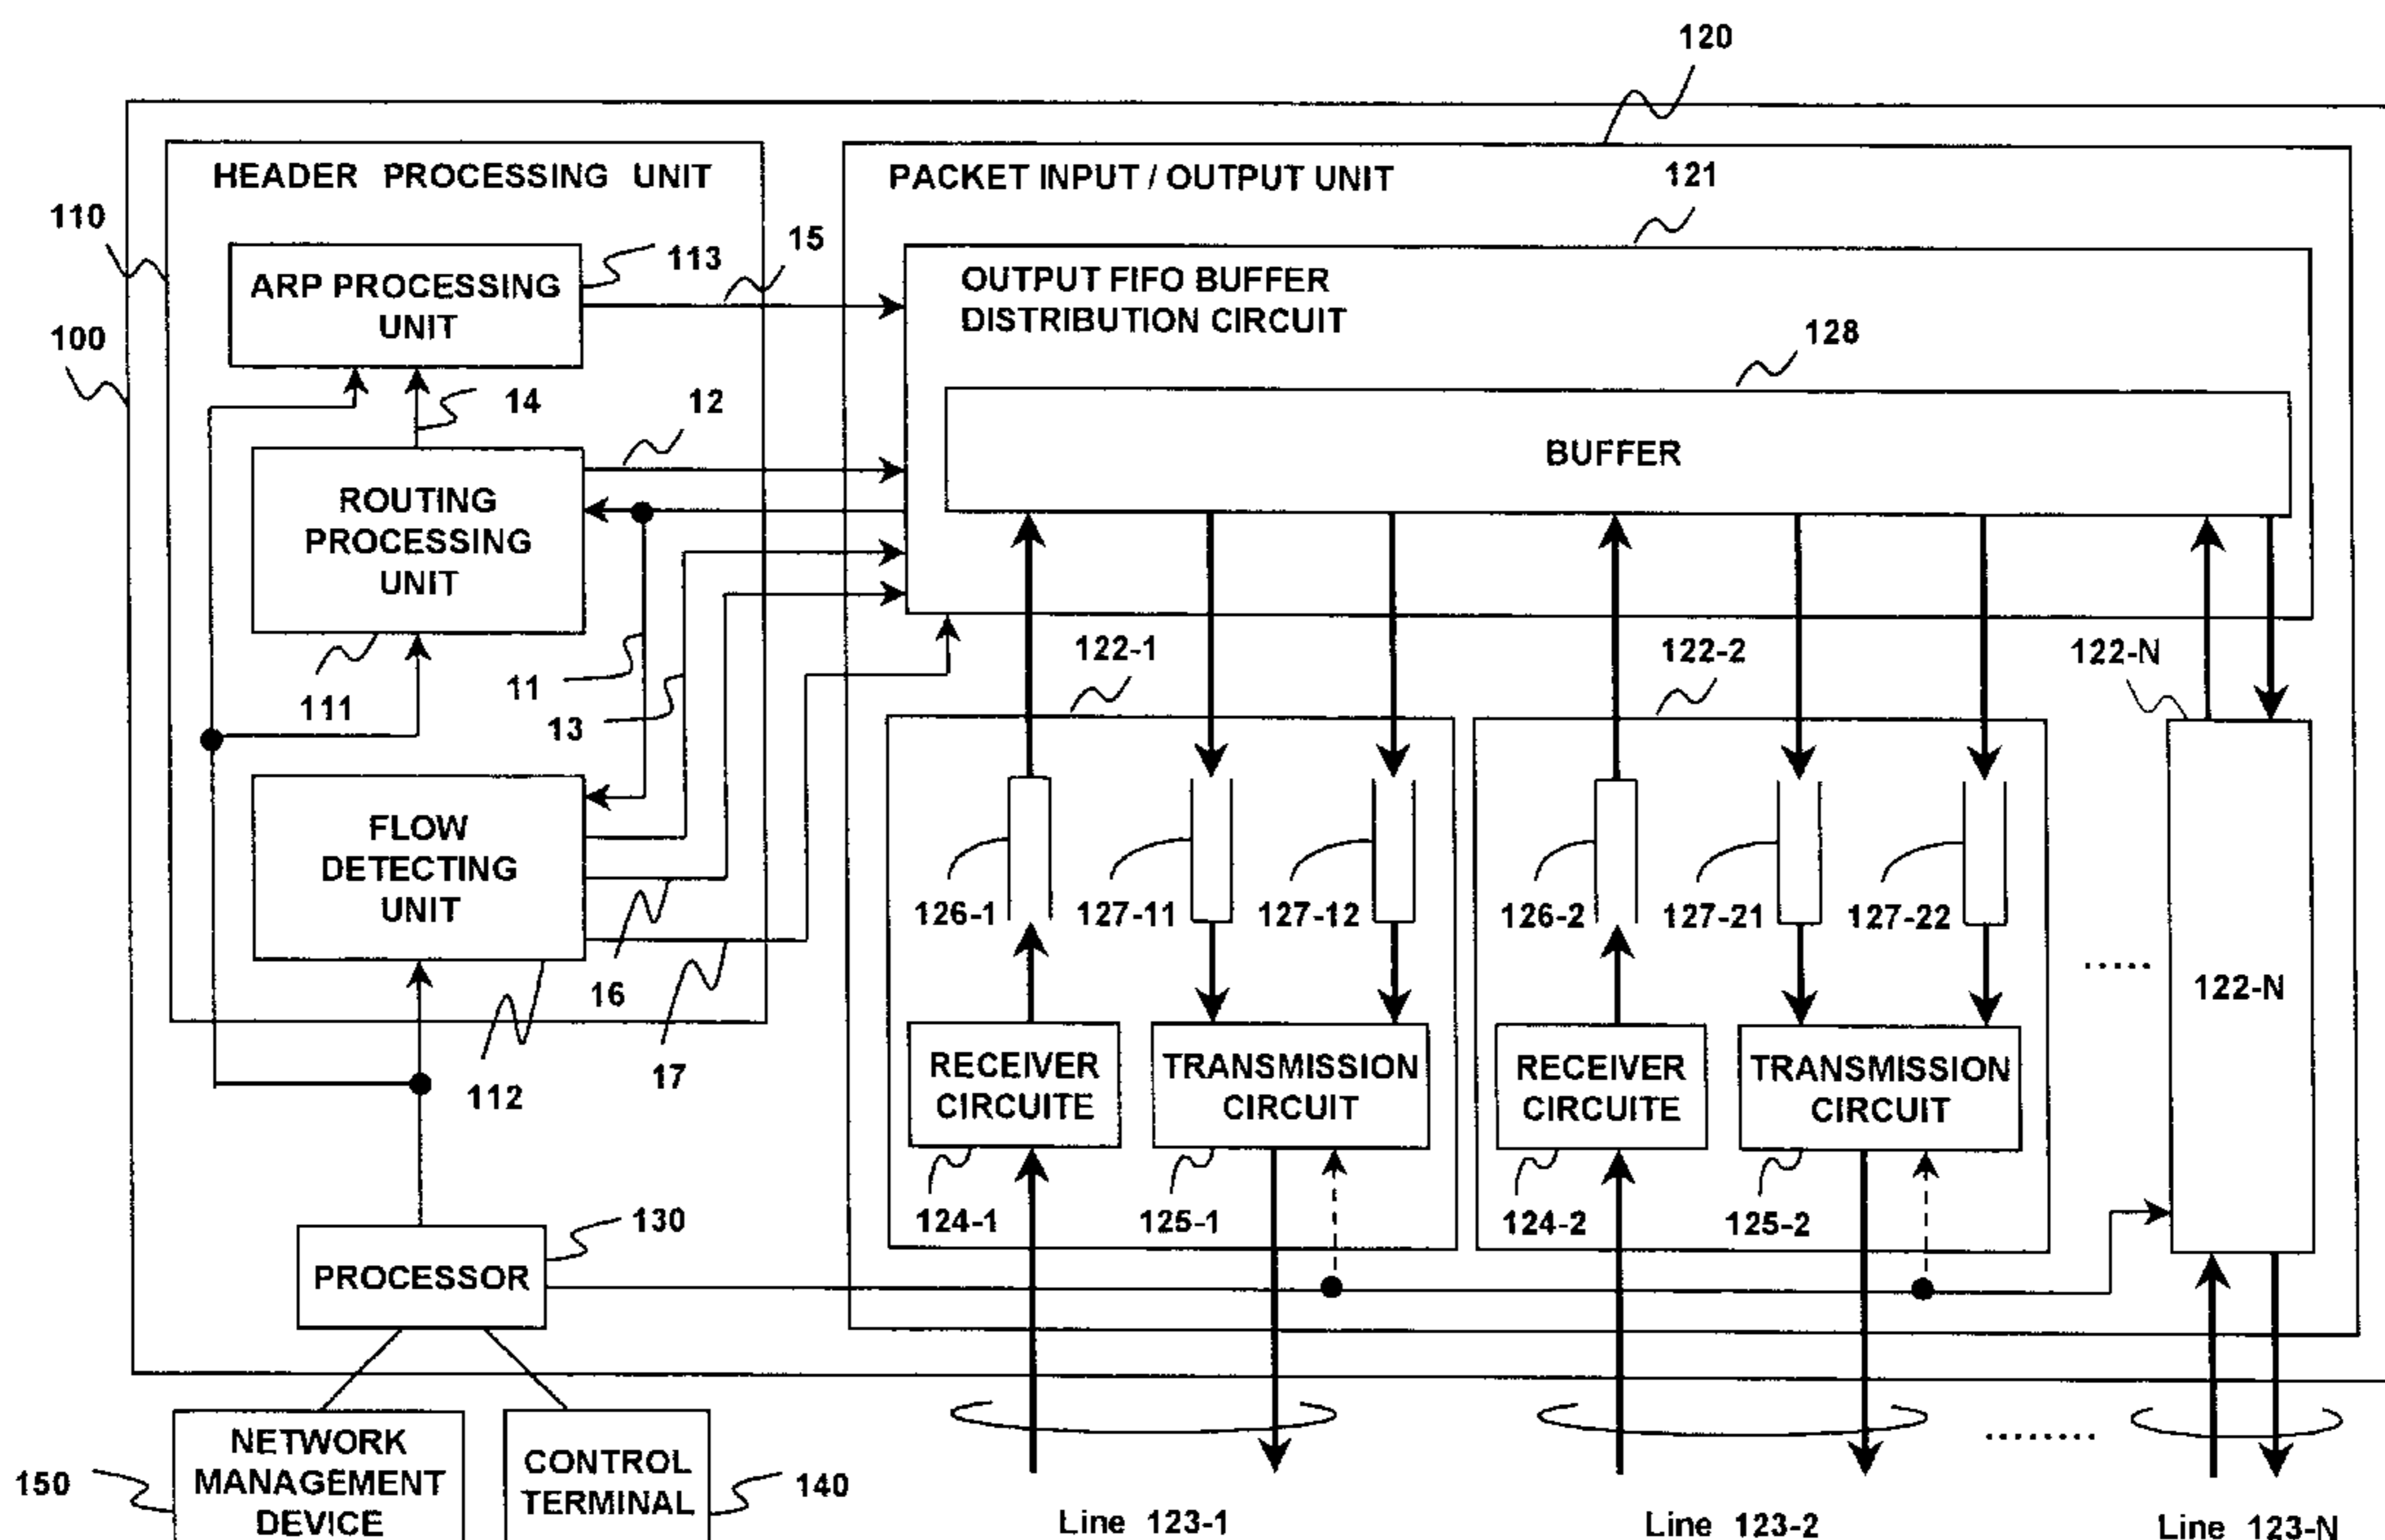 120
HEADER PROCESSING UNIT
PACKET INPUT / OUTPUT UNIT
121
110
15
113
ARP PROCESSING
UNIT
OUTPUT FIFO BUFFER
DISTRIBUTION CIRCUIT
100
128
14
12
BUFFER
ROUTING
PROCESSING
UNIT
122-1
122-2
122-N
111
11
13
FLOW
DETECTING
UNIT
126-1
127-11
127-12
126-2
127-21
127-22
.....
122-N
16
17
112
RECEIVER
CIRCUITE
TRANSMISSION
CIRCUIT
RECEIVER
CIRCUITE
TRANSMISSION
CIRCUIT
124-1
125-1
124-2
125-2
130
PROCESSOR
NETWORK
MANAGEMENT
DEVICE
150
CONTROL
TERMINAL
140
........
Line 123-1
Line 123-2
Line 123-N